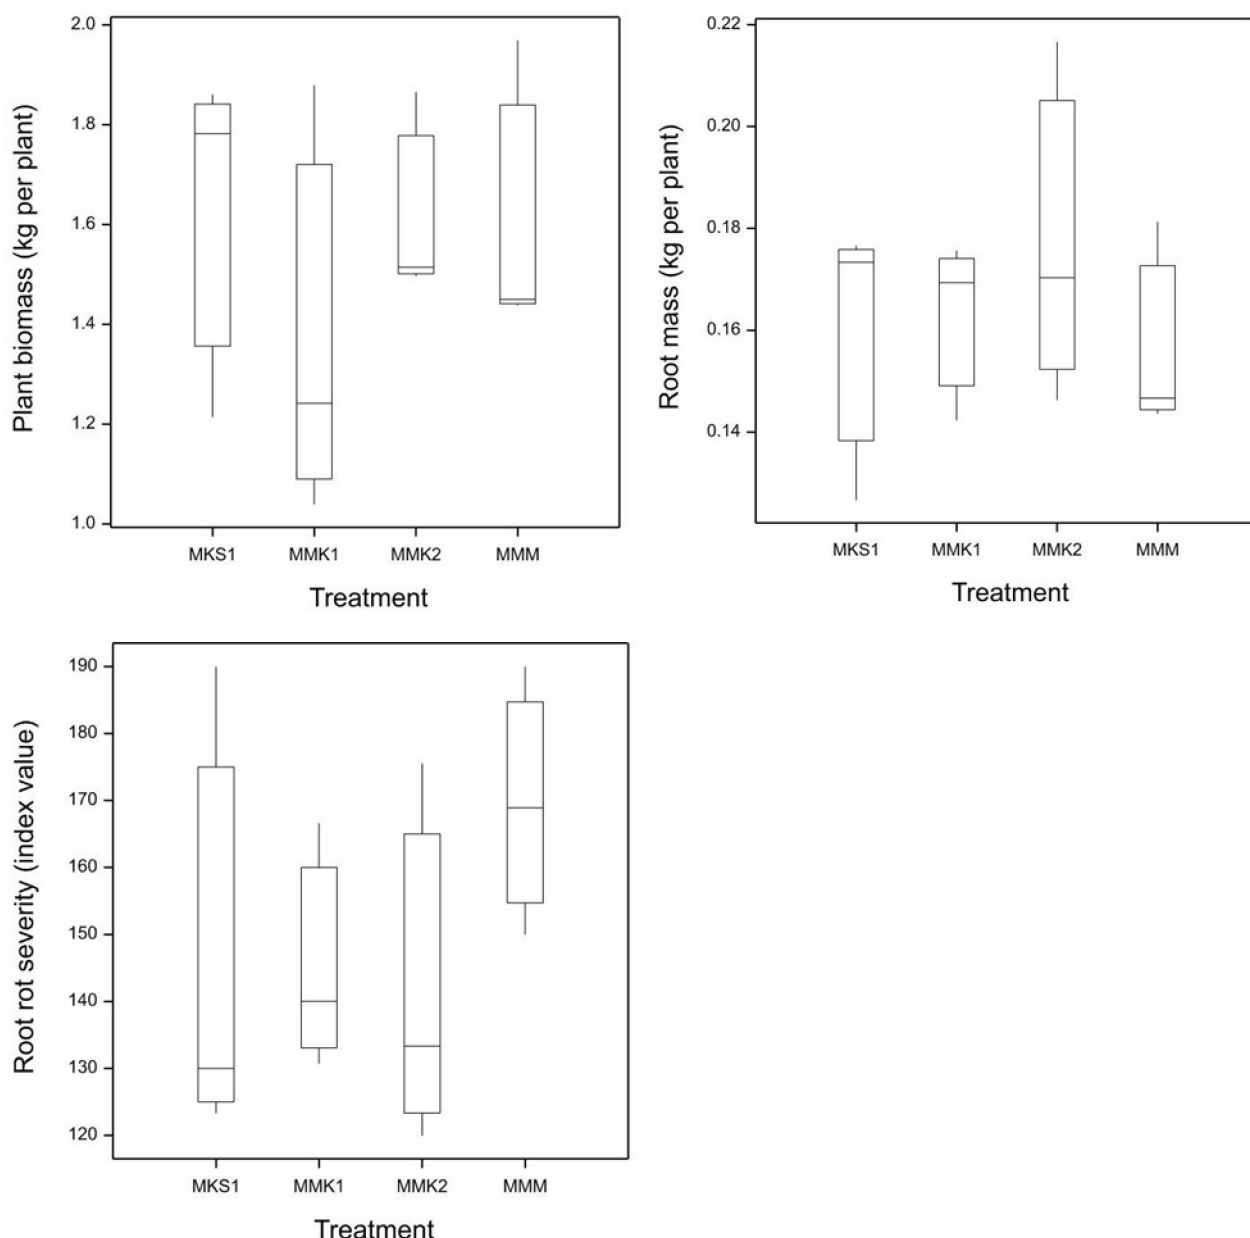 Plant biomass (kg per plant)
2.0
1.8
1.6
1.4
1.2
1.0
MKS1 MMK1 MMK2 MMM
Treatment
Root mass (kg per plant)
0.22
0.20
0.18
0.16
0.14
MKS1 MMK1 MMK2 MMM
Treatment
Root rot severity (index value)
190
180
170
160
150
140
130
120
MKS1 MMK1 MMK2 MMM
Treatment